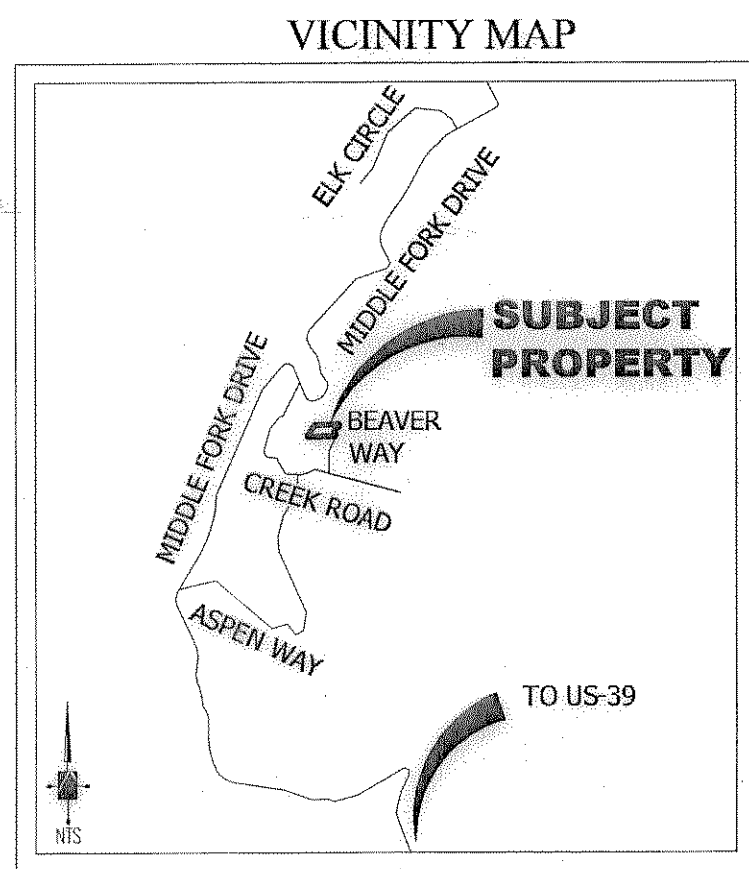 VICINITY MAP
ELK CIRCLE
MIDDLE FORK DRIVE
SUBJECT
PROPERTY
MIDDLE FORK DRIVE
BEAVER
WAY
CREEK ROAD
ASPEN WAY
TO US-39
NTS